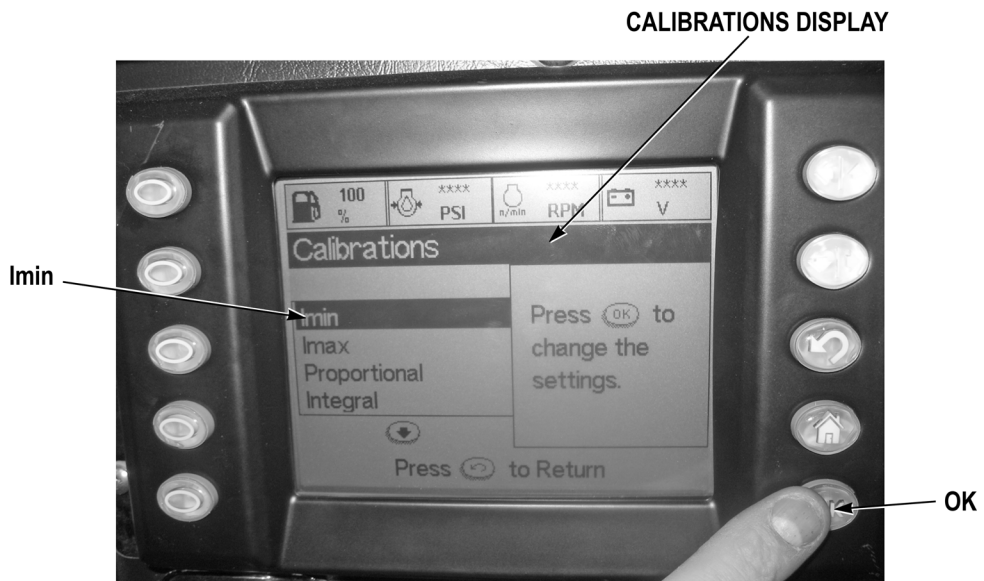 CALIBRATIONS DISPLAY
100
%
****
PSI
n/min
****
RPM
****
V
Calibrations
Imin
Imin
Imax
Proportional
Integral
Press OK to
change the
settings.
Press to Return
OK